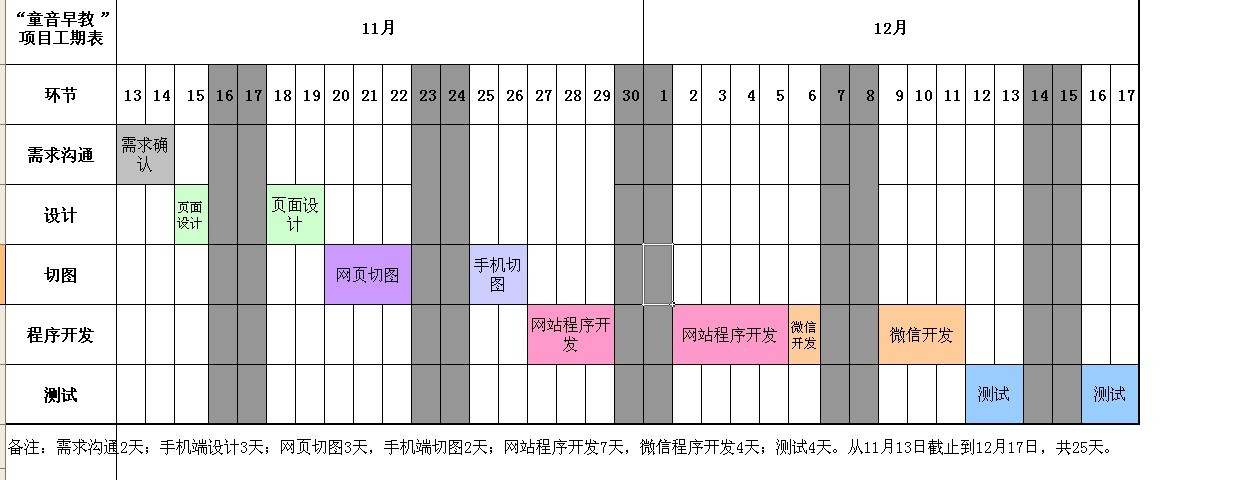 “童音早教 ”
项目工期表
11月
12月
环节 13 14 15 16 17 18 19 20 21 22 23 24 25 26 27 28 29 30 1 2 3 4 5 6 7 8 9 10 11 12 13 14 15 16 17
需求沟通
需求确
认
设计
页面
设计
页面设
计
切图
网页切图
手机切
图
程序开发
网站程序开
发
网站程序开发
微信
开发
微信开发
测试
测试
测试
备注：需求沟通2天；手机端设计3天；网页切图3天，手机端切图2天；网站程序开发7天，微信程序开发4天；测试4天。从11月13日截止到12月17日，共25天。